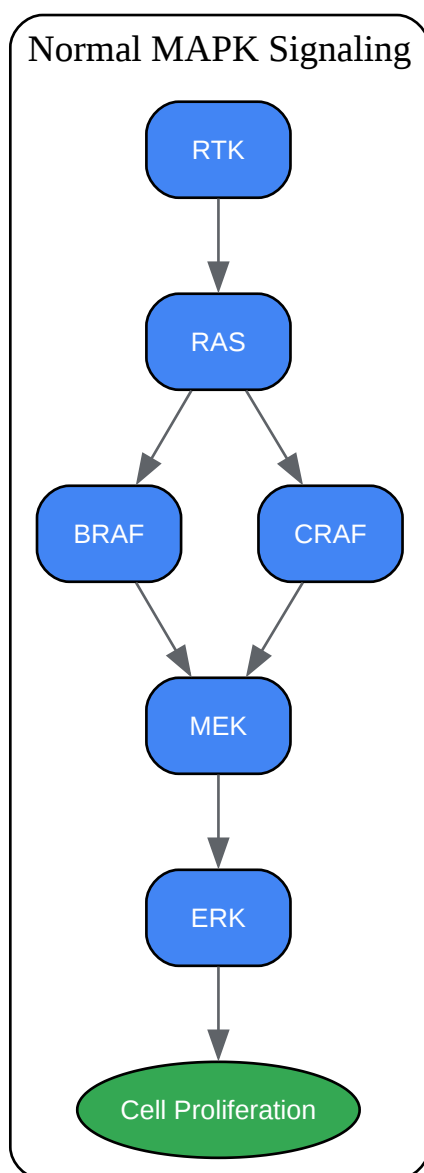 Normal MAPK Signaling
RTK
RAS
BRAF
CRAF
MEK
ERK
Cell Proliferation